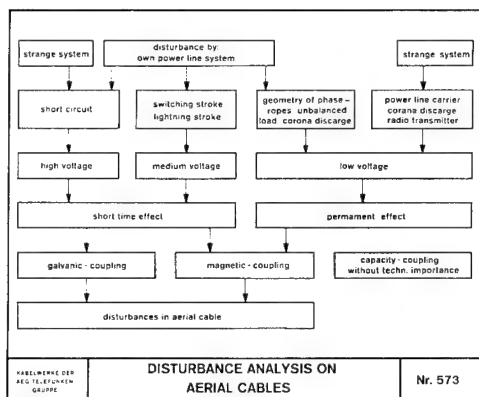 strange system
disturbance by:
own power line system
strange system
short circuit
switching stroke
lightning stroke
geometry of phase-
ropes unbalanced
load corona discarge
power line carrier
corana discarge
radio transmitter
high voltage
medium voltage
low voltage
short time effect
permament effect
galvanic-coupling
magnetic-coupling
capacity-coupling
without techn. importance
disturbances in aerial cable
KABELWERKE DER
AEG TELEFUNKEN
GRUPPE
DISTURBANCE ANALYSIS ON
AERIAL CABLES
Nr. 573